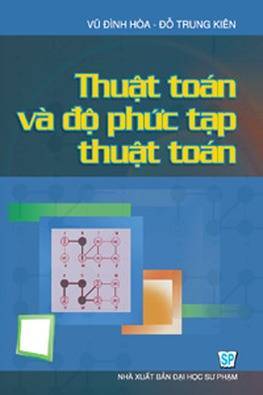 VŨ ĐÌNH HÒA - ĐỖ TRUNG KIÊN
Thuật toán
và độ phức tạp
thuật toán
SP
NHÀ XUẤT BẢN ĐẠI HỌC SƯ PHẠM